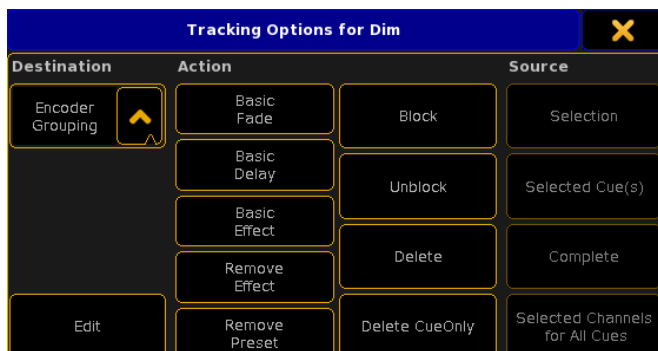 Tracking Options for Dim
Destination
Action
Source
Encoder
Grouping
Edit
Basic
Fade
Basic
Delay
Basic
Effect
Remove
Effect
Remove
Preset
Block
Unblock
Delete
Delete CueOnly
Selection
Selected Cue(s)
Complete
Selected Channels
for All Cues